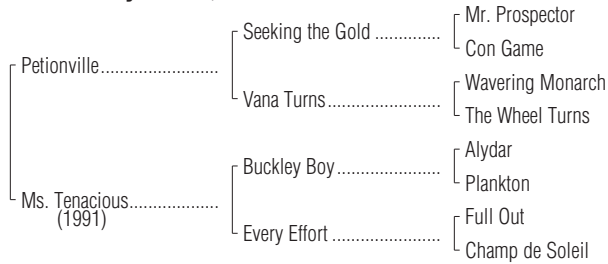 Mr. Prospector
Seeking the Gold ..............
Con Game
Petionville.........................
Wavering Monarch
Vana Turns........................
The Wheel Turns
Alydar
Buckley Boy......................
Plankton
Ms. Tenacious...................
(1991)
Full Out
Every Effort .......................
Champ de Soleil